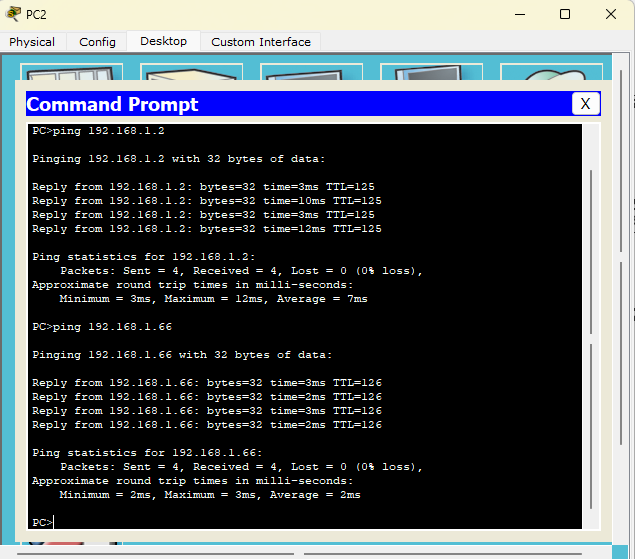 PC2
Physical Config Desktop Custom Interface
Command Prompt X
PC>ping 192.168.1.2
Pinging 192.168.1.2 with 32 bytes of data:
Reply from 192.168.1.2: bytes=32 time=3ms TTL=125
Reply from 192.168.1.2: bytes=32 time=10ms TTL=125
Reply from 192.168.1.2: bytes=32 time=3ms TTL=125
Reply from 192.168.1.2: bytes=32 time=12ms TTL=125
Ping statistics for 192.168.1.2:
Packets: Sent = 4, Received = 4, Lost = 0 (0% loss),
Approximate round trip times in milli-seconds:
Minimum = 3ms, Maximum = 12ms, Average = 7ms
PC>ping 192.168.1.66
Pinging 192.168.1.66 with 32 bytes of data:
Reply from 192.168.1.66: bytes=32 time=3ms TTL=126
Reply from 192.168.1.66: bytes=32 time=2ms TTL=126
Reply from 192.168.1.66: bytes=32 time=3ms TTL=126
Reply from 192.168.1.66: bytes=32 time=2ms TTL=126
Ping statistics for 192.168.1.66:
Packets: Sent = 4, Received = 4, Lost = 0 (0% loss),
Approximate round trip times in milli-seconds:
Minimum = 2ms, Maximum = 3ms, Average = 2ms
PC>